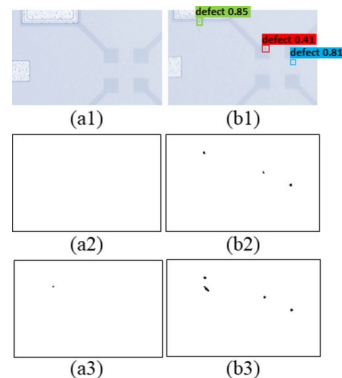 defect 0.85
defect 0.41
defect 0.81
(a1) (b1)
(a2) (b2)
(a3) (b3)